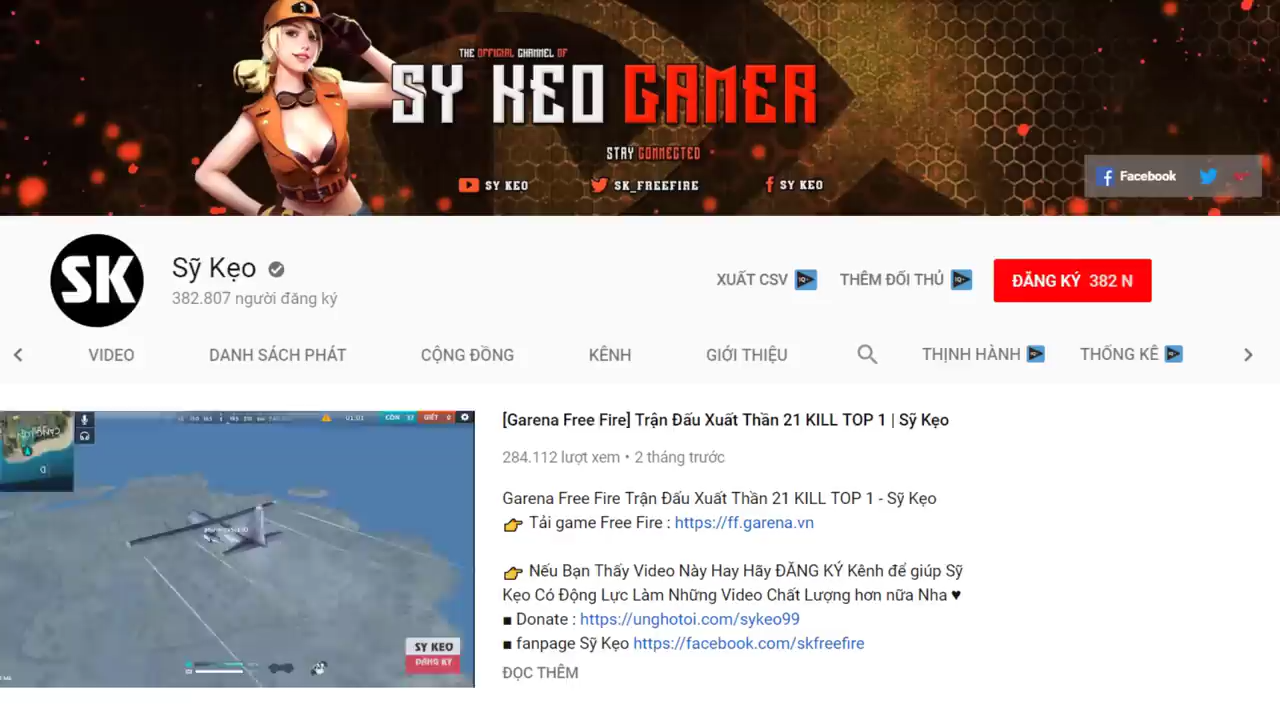 THE OFFICIAL CHANNEL OF
SY KEO GAMER
STAY CONNECTED
SY KEO
SK_FREEFIRE
SY KEO
Facebook
SK
Sỹ Kẹo
382.807 người đăng ký
XUẤT CSV
THÊM ĐỐI THỦ
ĐĂNG KÝ 382 N
VIDEO
DANH SÁCH PHÁT
CỘNG ĐỒNG
KÊNH
GIỚI THIỆU
THỊNH HÀNH
THỐNG KÊ
CÒN 37
GIẾT 0
SY KEO
ĐĂNG KÝ
[Garena Free Fire] Trận Đấu Xuất Thần 21 KILL TOP 1 | Sỹ Kẹo
284.112 lượt xem • 2 tháng trước
Garena Free Fire Trận Đấu Xuất Thần 21 KILL TOP 1 - Sỹ Kẹo
👉 Tải game Free Fire : https://ff.garena.vn
👉 Nếu Bạn Thấy Video Này Hay Hãy ĐĂNG KÝ Kênh để giúp Sỹ
Kẹo Có Động Lực Làm Những Video Chất Lượng hơn nữa Nha ♥
■ Donate : https://unghotoi.com/sykeo99
■ fanpage Sỹ Kẹo https://facebook.com/skfreefire
ĐỌC THÊM